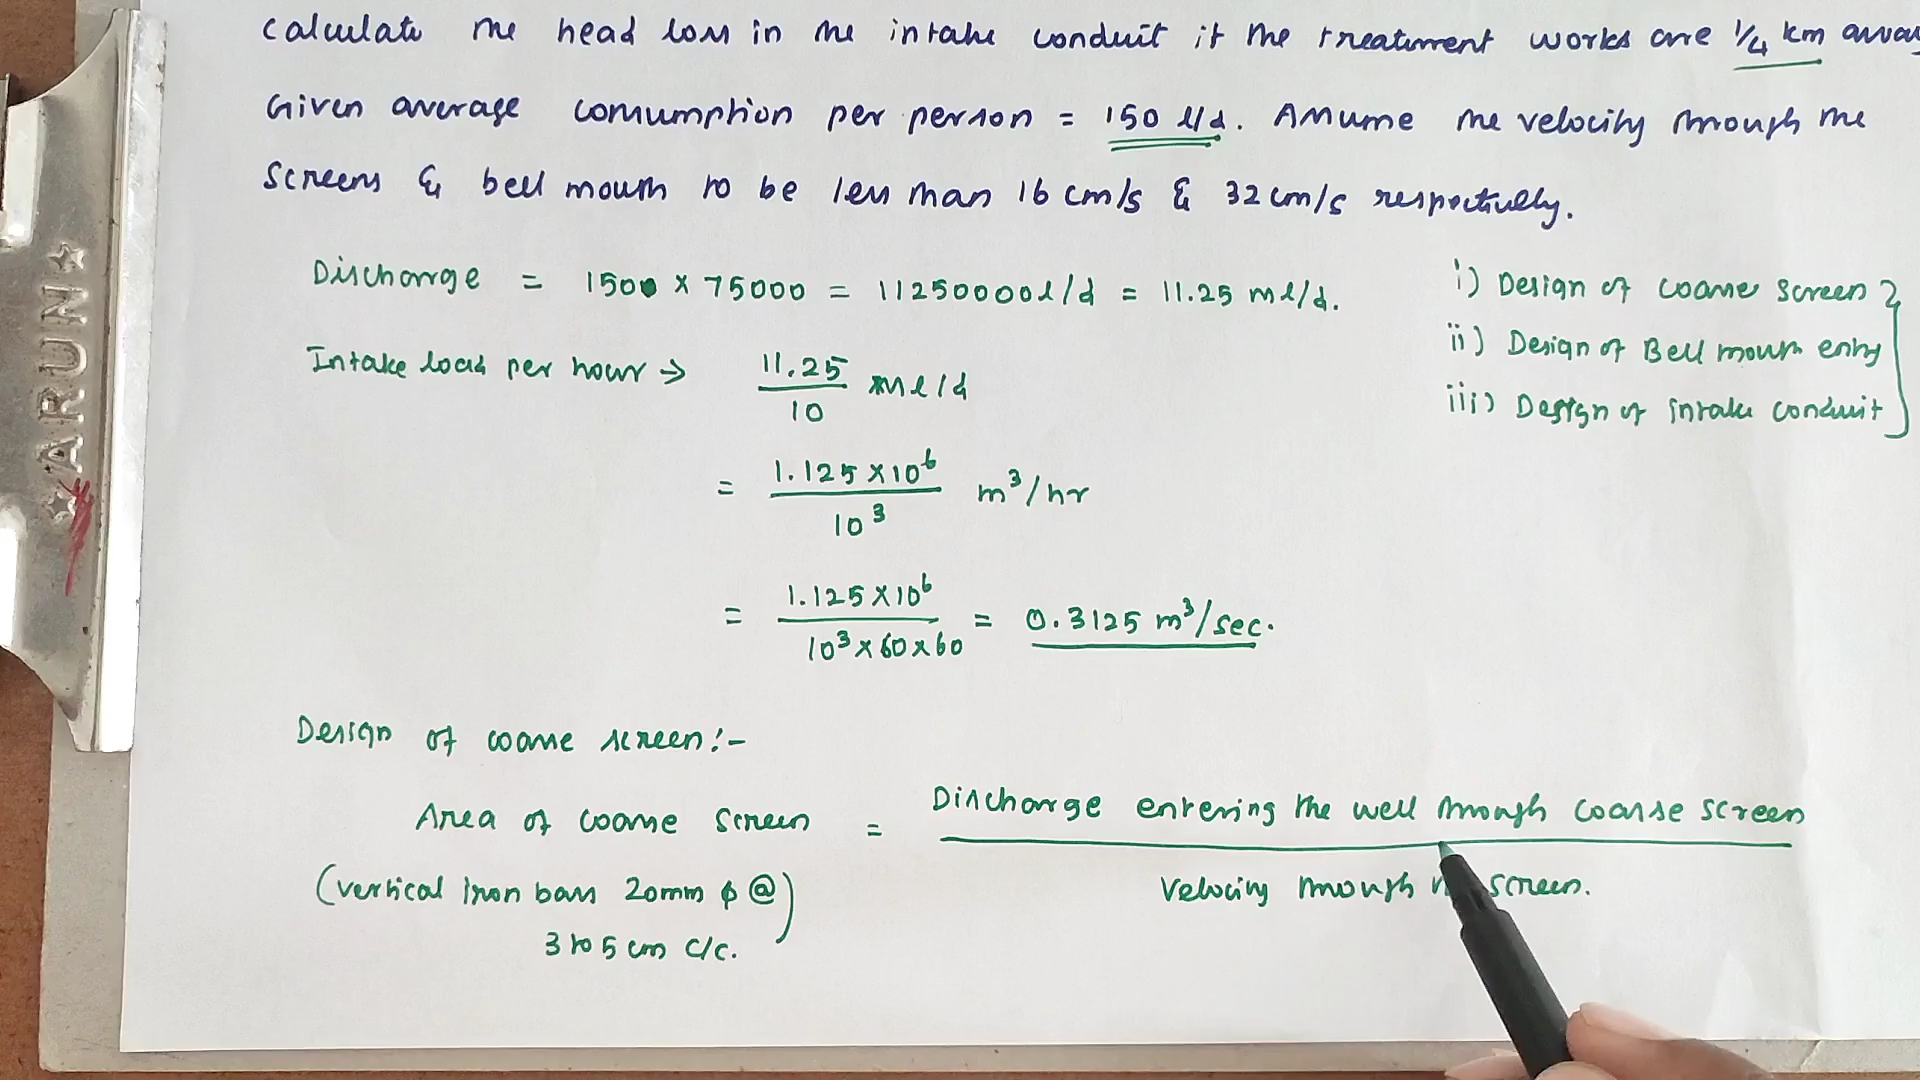 calculate the head loss in the intake conduit if the treatment works are 1/4 km away
Given average consumption per person = 150 l/d. Assume the velocity through the
screens & bell mouth to be less than 16 cm/s & 32 cm/s respectively.
Discharge = 150 × 75000 = 11250000 l/d = 11.25 ml/d.
i) Design of coarse screen
ii) Design of Bell mouth entry
iii) Design of intake conduit
Intake load per hour → 11.25 / 10 ml/d
= 1.125 × 10^6 / 10^3 m³/hr
= 1.125 × 10^6 / 10^3 × 60 × 60 = 0.3125 m³/sec.
Design of coarse screen:-
Area of coarse screen = Discharge entering the well through coarse screen
(vertical iron bars 20mm φ @ velocity through screen.
3 to 5 cm c/c.)
ARUN